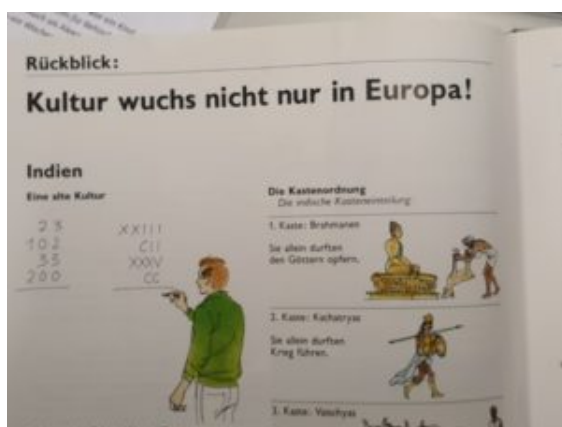 Rückblick:
Kultur wuchs nicht nur in Europa!
Indien
Eine alte Kultur
23 XXIII
102 CII
35 XXXV
200 CC
Die Kastenordnung
Die indische Kasteneinteilung:
1. Kaste: Brahmanen
Sie allein durften
den Göttern opfern.
2. Kaste: Kschatryas
Sie allein durften
Krieg führen.
3. Kaste: Vaischyas